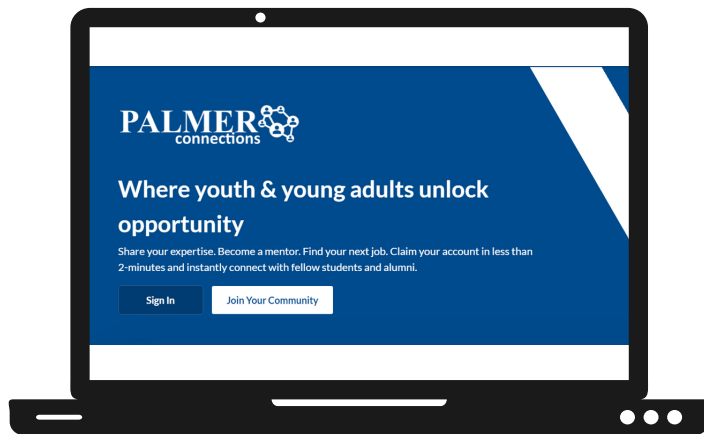 PALMER
connections
Where youth & young adults unlock
opportunity
Share your expertise. Become a mentor. Find your next job. Claim your account in less than
2-minutes and instantly connect with fellow students and alumni.
Sign In
Join Your Community